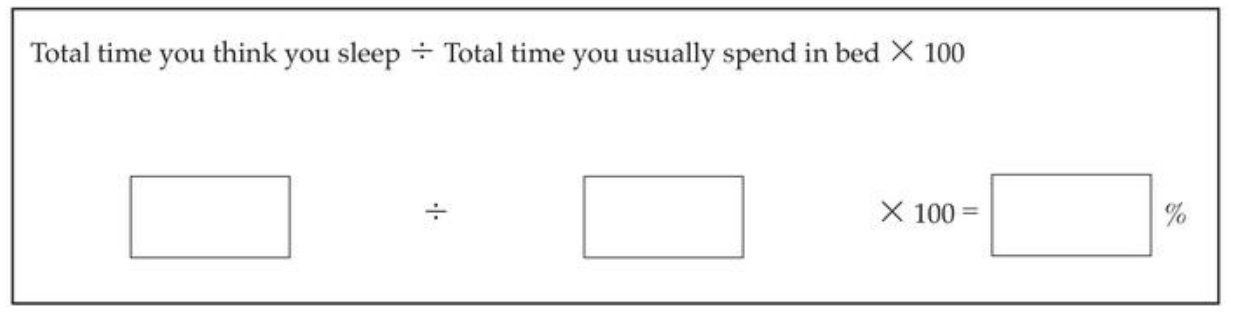 Total time you think you sleep ÷ Total time you usually spend in bed × 100
÷ × 100 = %